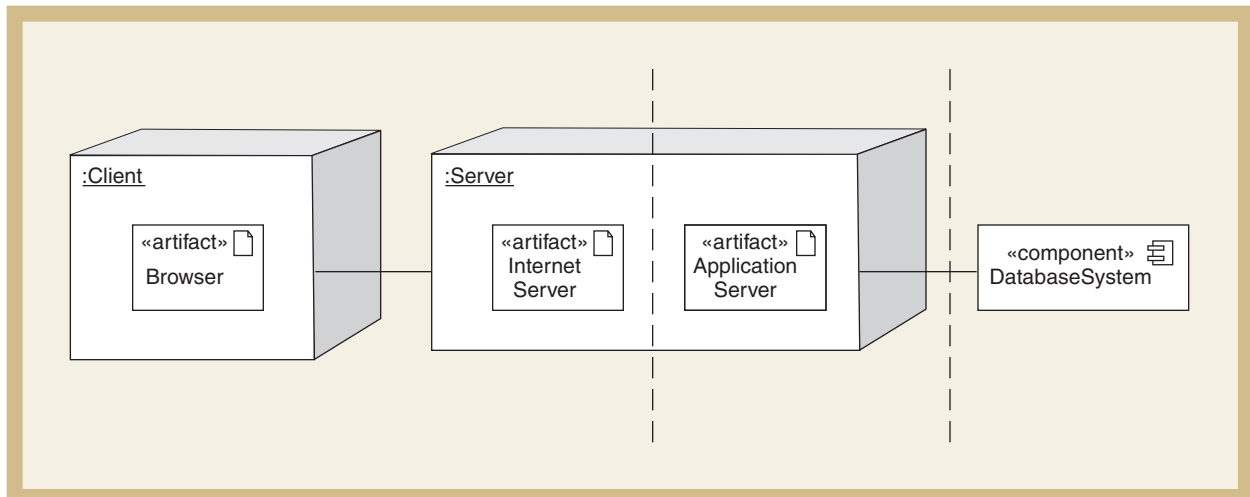 :Client
«artifact»
Browser
:Server
«artifact»
Internet
Server
«artifact»
Application
Server
«component»
DatabaseSystem